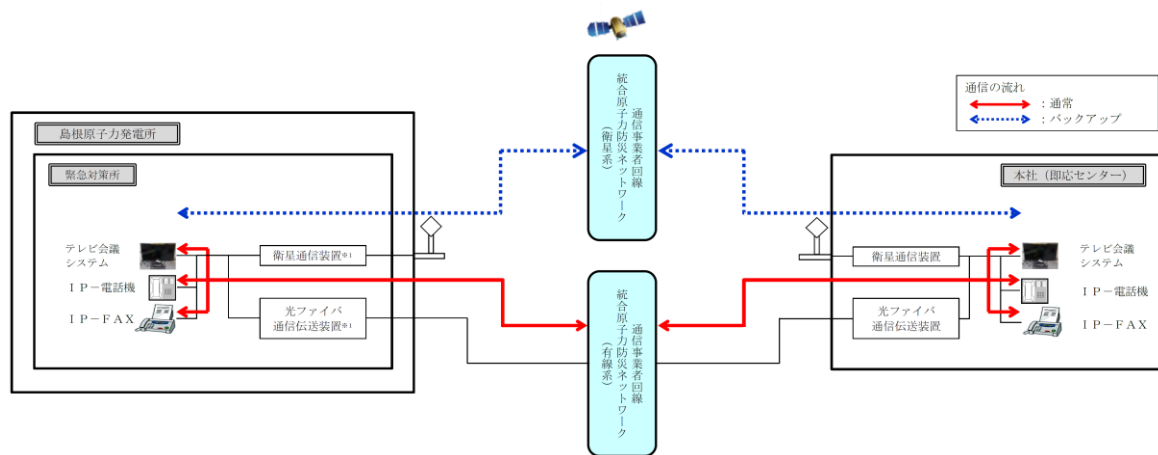 島根原子力発電所
緊急対策所
テレビ会議
システム
ＩＰ－電話機
ＩＰ－ＦＡＸ
衛星通信装置※1
光ファイバ
通信伝送装置※1
通信事業者回線
統合原子力防災ネットワーク
（衛星系）
通信事業者回線
統合原子力防災ネットワーク
（有線系）
通信の流れ
：通常
：バックアップ
本社（即応センター）
衛星通信装置
光ファイバ
通信伝送装置
テレビ会議
システム
ＩＰ－電話機
ＩＰ－ＦＡＸ